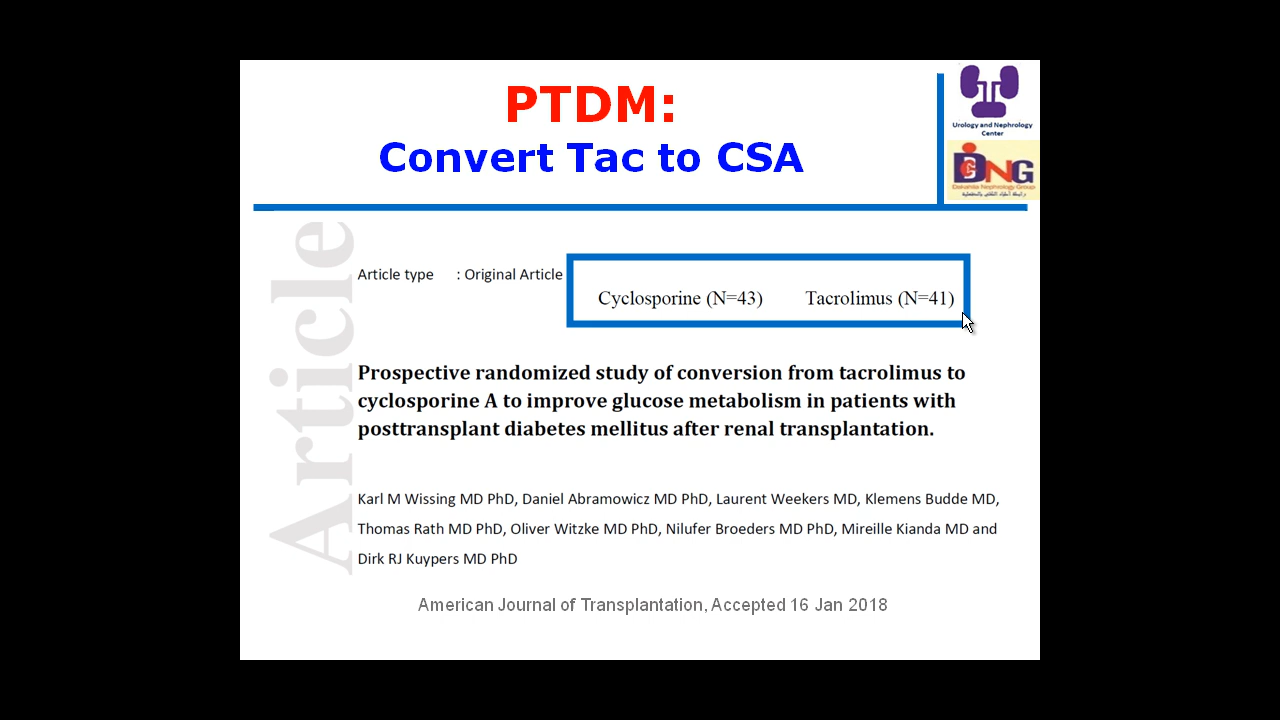 PTDM:
Convert Tac to CSA
Urology and Nephrology
Center
DNG
Dakahlia Nephrology Group
Article
Article type : Original Article
Cyclosporine (N=43) Tacrolimus (N=41)
Prospective randomized study of conversion from tacrolimus to
cyclosporine A to improve glucose metabolism in patients with
posttransplant diabetes mellitus after renal transplantation.
Karl M Wissing MD PhD, Daniel Abramowicz MD PhD, Laurent Weekers MD, Klemens Budde MD,
Thomas Rath MD PhD, Oliver Witzke MD PhD, Nilufer Broeders MD PhD, Mireille Kianda MD and
Dirk RJ Kuypers MD PhD
American Journal of Transplantation, Accepted 16 Jan 2018